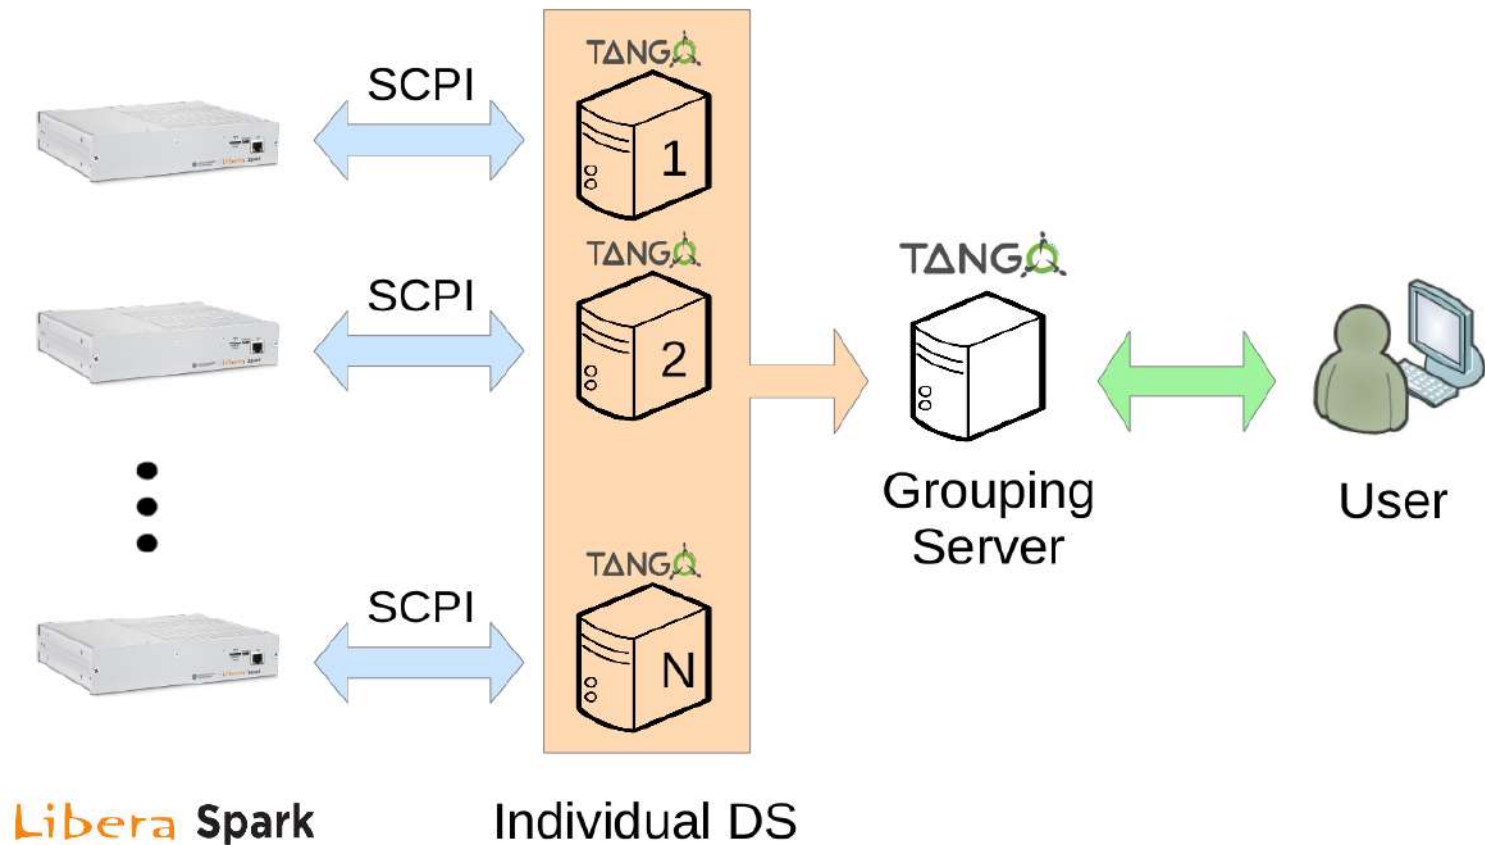 SCPI
TANGO
1
SCPI
TANGO
2
TANGO
Grouping
Server
User
SCPI
TANGO
N
Libera Spark
Individual DS